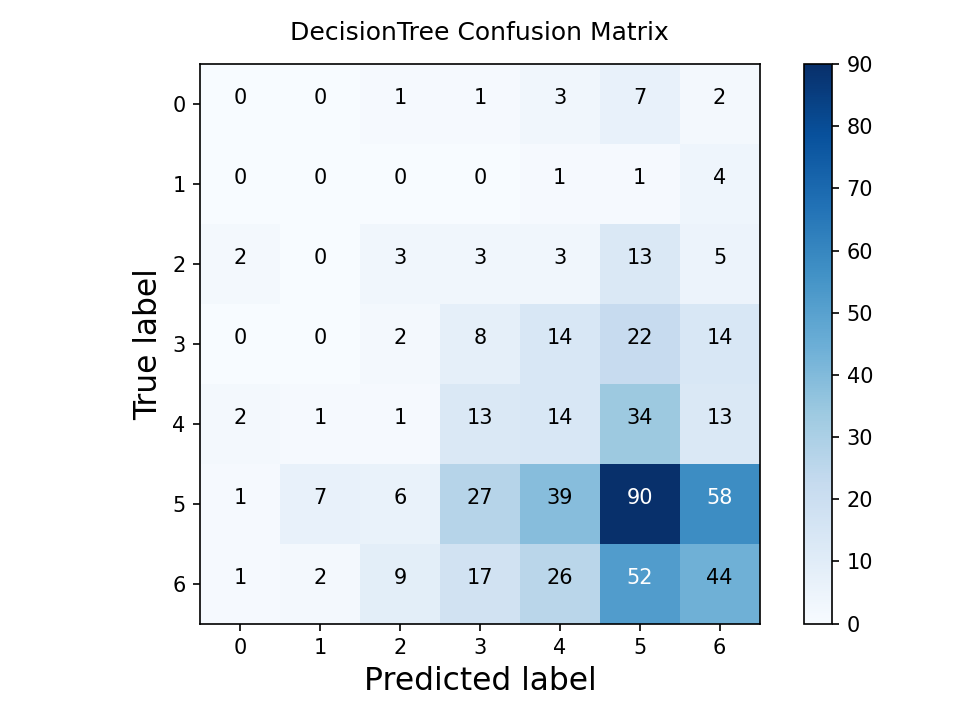 DecisionTree Confusion Matrix
0 0 0 1 1 3 7 2
1 0 0 0 0 1 1 4
2 2 0 3 3 3 13 5
3 0 0 2 8 14 22 14
4 2 1 1 13 14 34 13
5 1 7 6 27 39 90 58
6 1 2 9 17 26 52 44
0 1 2 3 4 5 6
True label
Predicted label
90
80
70
60
50
40
30
20
10
0